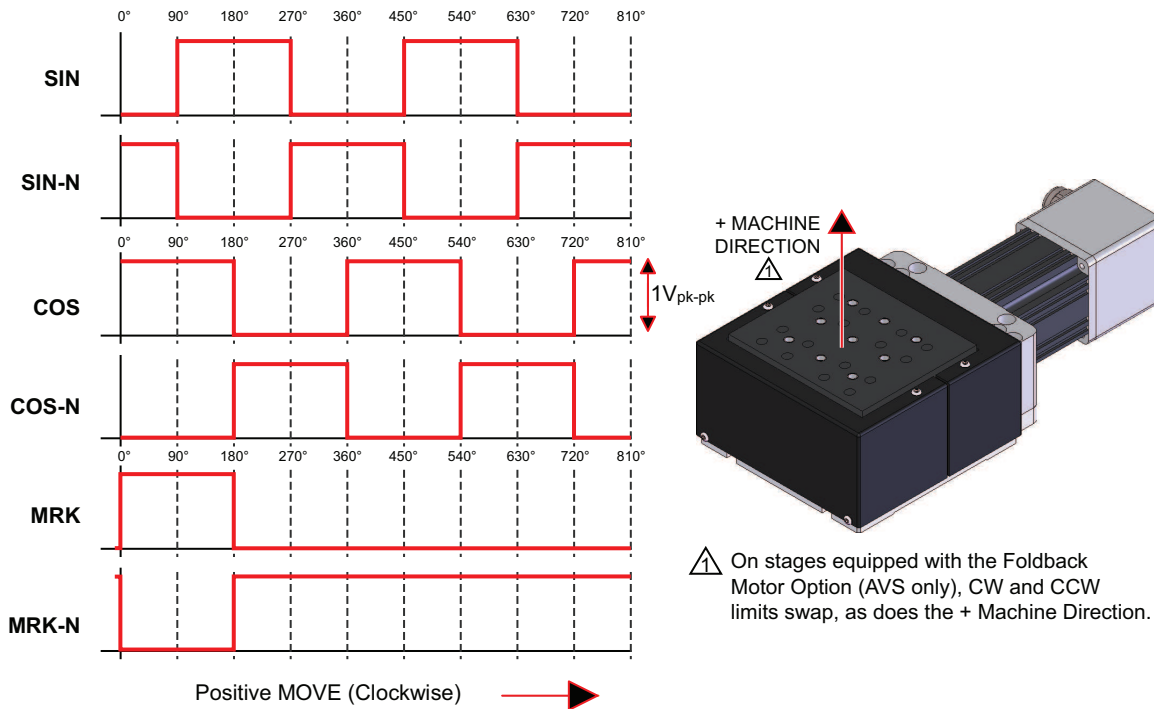 0° 90° 180° 270° 360° 450° 540° 630° 720° 810°
SIN
SIN-N
0° 90° 180° 270° 360° 450° 540° 630° 720° 810°
COS
1Vpk-pk
COS-N
0° 90° 180° 270° 360° 450° 540° 630° 720° 810°
MRK
MRK-N
Positive MOVE (Clockwise)
+ MACHINE
DIRECTION
1
1 On stages equipped with the Foldback
Motor Option (AVS only), CW and CCW
limits swap, as does the + Machine Direction.